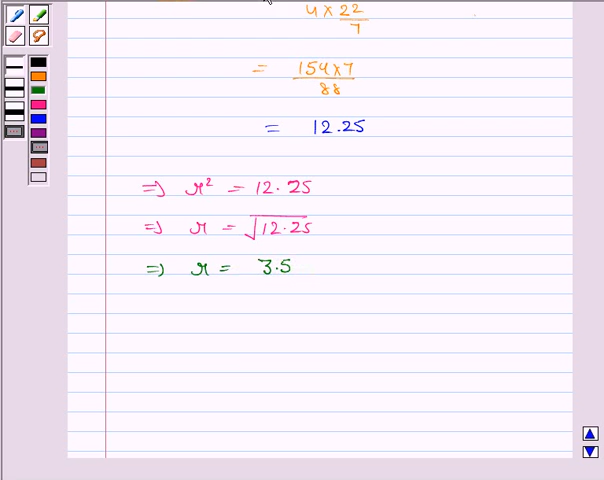 4 × 22
7
= 154×7
88
= 12.25
⇒ r² = 12.25
⇒ r = √12.25
⇒ r = 3.5